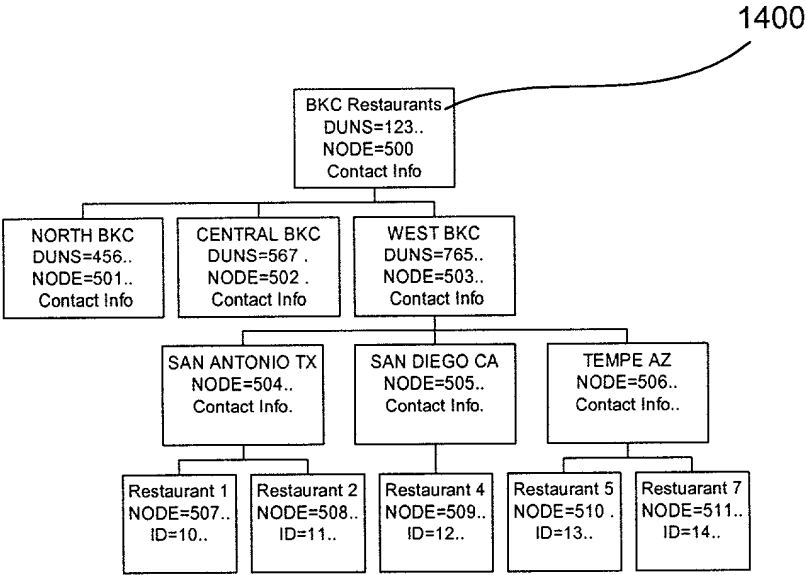 1400
BKC Restaurants
DUNS=123..
NODE=500
Contact Info
NORTH BKC
DUNS=456..
NODE=501..
Contact Info
CENTRAL BKC
DUNS=567 .
NODE=502 .
Contact Info
WEST BKC
DUNS=765..
NODE=503..
Contact Info
SAN ANTONIO TX
NODE=504..
Contact Info.
SAN DIEGO CA
NODE=505..
Contact Info.
TEMPE AZ
NODE=506..
Contact Info..
Restaurant 1
NODE=507..
ID=10..
Restaurant 2
NODE=508..
ID=11..
Restaurant 4
NODE=509..
ID=12..
Restaurant 5
NODE=510 .
ID=13..
Restuarart 7
NODE=511..
ID=14..